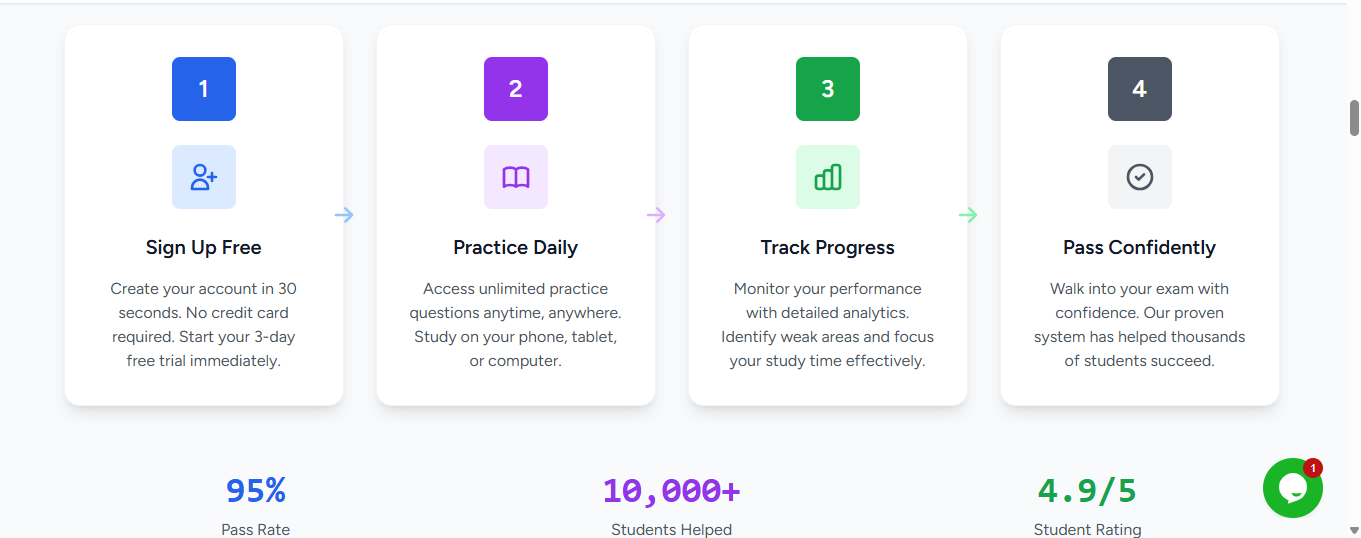 1
2
3
4
Sign Up Free
Create your account in 30
seconds. No credit card
required. Start your 3-day
free trial immediately.
Practice Daily
Access unlimited practice
questions anytime, anywhere.
Study on your phone, tablet,
or computer.
Track Progress
Monitor your performance
with detailed analytics.
Identify weak areas and focus
your study time effectively.
Pass Confidently
Walk into your exam with
confidence. Our proven
system has helped thousands
of students succeed.
95%
Pass Rate
10,000+
Students Helped
4.9/5
Student Rating
1